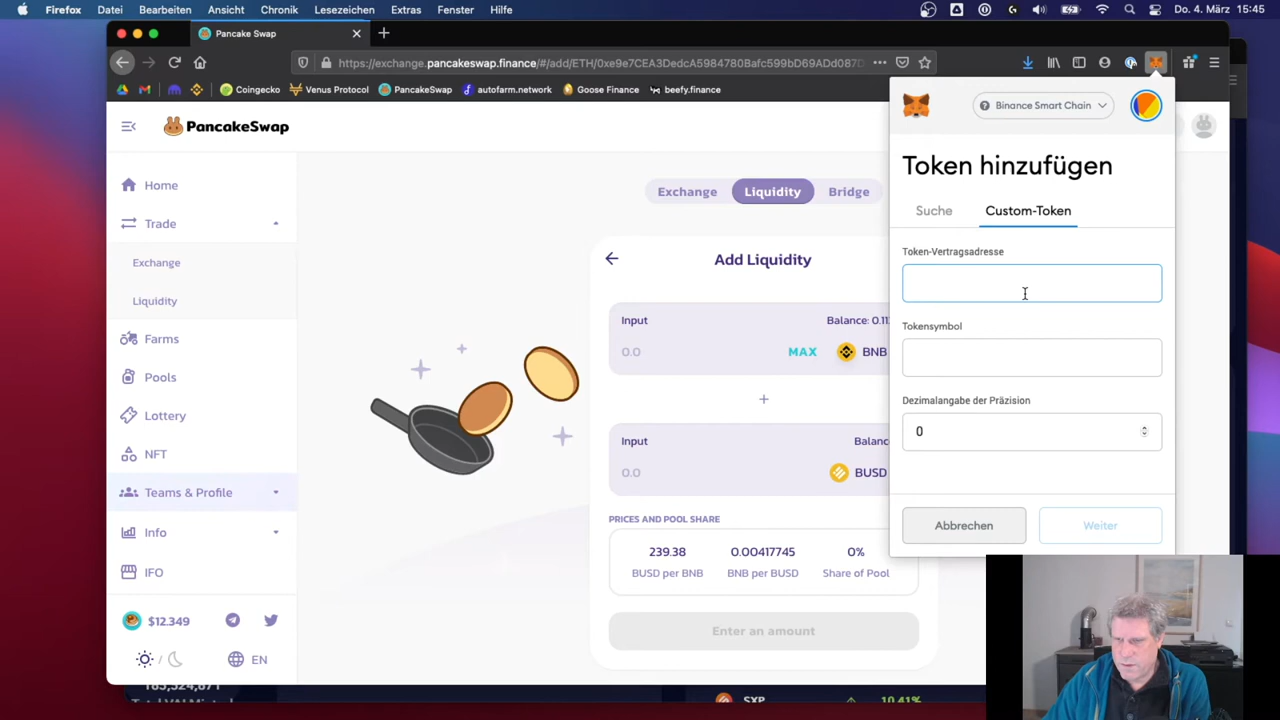 Firefox Datei Bearbeiten Ansicht Chronik Lesezeichen Extras Fenster Hilfe Do. 4. März 15:45
Pancake Swap
https://exchange.pancakeswap.finance/#/add/ETH/0xe9e7CEA3DedcA5984780Bafc599bD69ADd087D
Coingecko Venus Protocol PancakeSwap autofarm.network Goose Finance beefy.finance
PancakeSwap
Home
Trade
Exchange
Liquidity
Farms
Pools
Lottery
NFT
Teams & Profile
Info
IFO
$12.349
EN
Exchange Liquidity Bridge
Add Liquidity
Input Balance:
0.0 MAX BNB
+
Input Balanc
0.0 BUSD
PRICES AND POOL SHARE
239.38 0.00417745 0%
BUSD per BNB BNB per BUSD Share of Pool
Enter an amount
Binance Smart Chain
Token hinzufügen
Suche Custom-Token
Token-Vertragsadresse
Tokensymbol
Dezimalangabe der Präzision
0
Abbrechen Weiter
SXP 10.41%